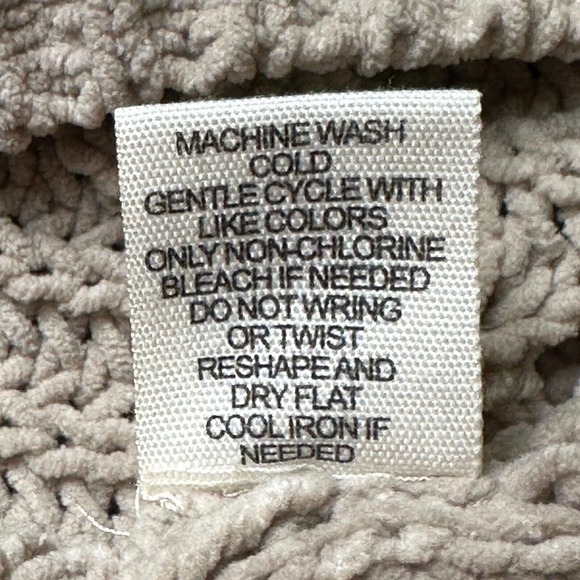 MACHINE WASH
COLD
GENTLE CYCLE WITH
LIKE COLORS
ONLY NON-CHLORINE
BLEACH IF NEEDED
DO NOT WRING
OR TWIST
RESHAPE AND
DRY FLAT
COOL IRON IF
NEEDED